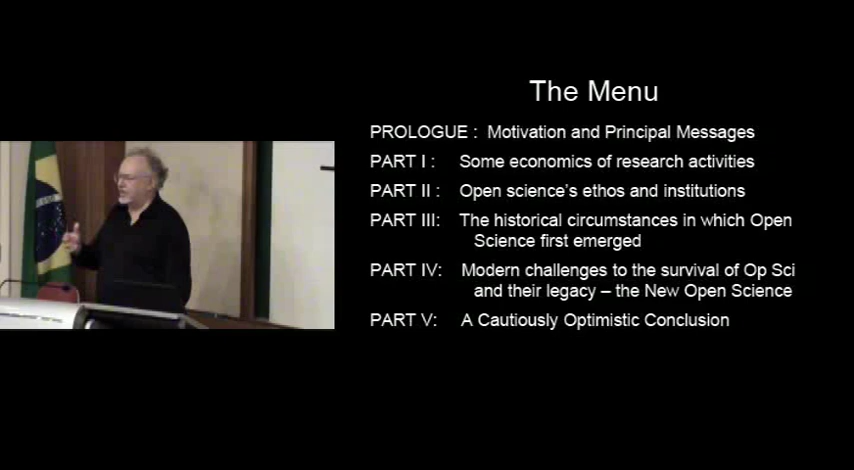 The Menu
PROLOGUE : Motivation and Principal Messages
PART I : Some economics of research activities
PART II : Open science's ethos and institutions
PART III: The historical circumstances in which Open
Science first emerged
PART IV: Modern challenges to the survival of Op Sci
and their legacy – the New Open Science
PART V: A Cautiously Optimistic Conclusion